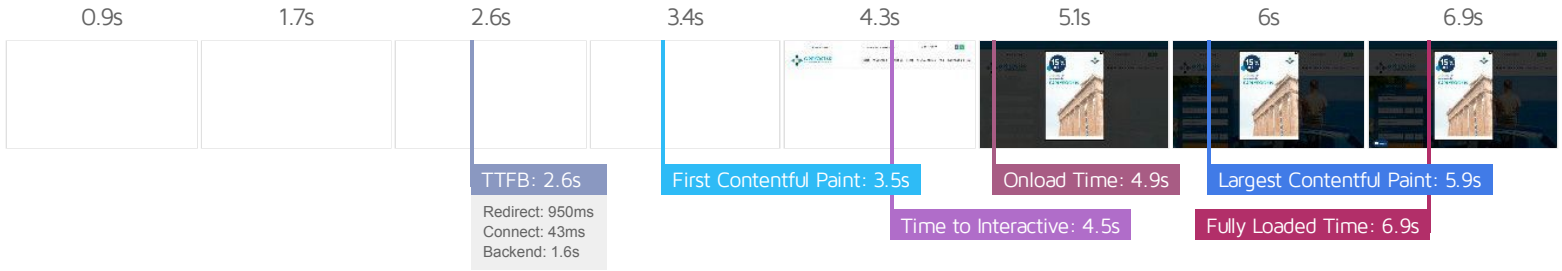 0.9s
1.7s
2.6s
3.4s
4.3s
5.1s
6s
6.9s
15%
TTFB: 2.6s
First Contentful Paint: 3.5s
Onload Time: 4.9s
Largest Contentful Paint: 5.9s
Redirect: 950ms
Connect: 43ms
Backend: 1.6s
Time to Interactive: 4.5s
Fully Loaded Time: 6.9s